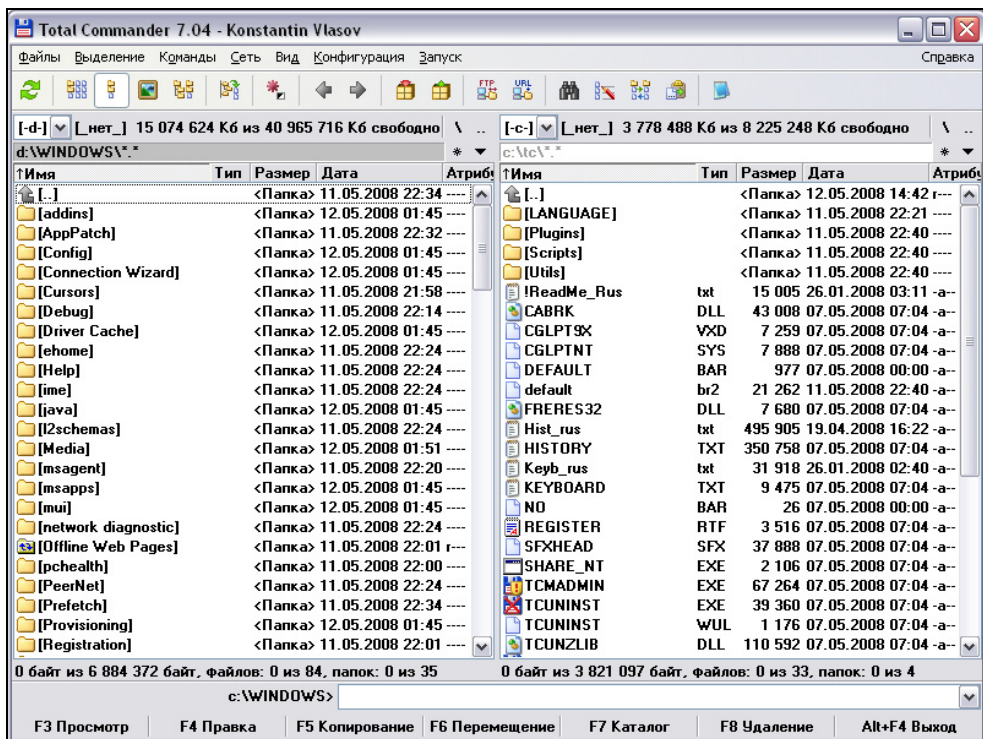 Total Commander 7.04 - Konstantin Vlasov
Файлы Выделение Команды Сеть Вид Конфигурация Запуск Справка
FTP URL
[-d-] [_нет_] 15 074 624 Кб из 40 965 716 Кб свободно \ ..
d:\WINDOWS\*.* * ▼
↑Имя Тип Размер Дата Атрибу
[..] <Папка> 11.05.2008 22:34 ----
[addins] <Папка> 12.05.2008 01:45 ----
[AppPatch] <Папка> 11.05.2008 22:32 ----
[Config] <Папка> 12.05.2008 01:45 ----
[Connection Wizard] <Папка> 12.05.2008 01:45 ----
[Cursors] <Папка> 11.05.2008 21:58 ----
[Debug] <Папка> 11.05.2008 22:14 ----
[Driver Cache] <Папка> 12.05.2008 01:45 ----
[ehome] <Папка> 11.05.2008 22:24 ----
[Help] <Папка> 11.05.2008 22:24 ----
[ime] <Папка> 11.05.2008 22:24 ----
[java] <Папка> 12.05.2008 01:45 ----
[l2schemas] <Папка> 11.05.2008 22:24 ----
[Media] <Папка> 12.05.2008 01:51 ----
[msagent] <Папка> 11.05.2008 22:20 ----
[msapps] <Папка> 12.05.2008 01:45 ----
[mui] <Папка> 12.05.2008 01:45 ----
[network diagnostic] <Папка> 11.05.2008 22:24 ----
[Offline Web Pages] <Папка> 11.05.2008 22:01 r---
[pchealth] <Папка> 11.05.2008 22:00 ----
[PeerNet] <Папка> 11.05.2008 22:24 ----
[Prefetch] <Папка> 11.05.2008 22:34 ----
[Provisioning] <Папка> 12.05.2008 01:45 ----
[Registration] <Папка> 11.05.2008 22:01 ----
0 байт из 6 884 372 байт, файлов: 0 из 84, папок: 0 из 35
[-c-] [_нет_] 3 778 488 Кб из 8 225 248 Кб свободно \ ..
c:\tc\*.* * ▼
↑Имя Тип Размер Дата Атрибу
[..] <Папка> 12.05.2008 14:42 r---
[LANGUAGE] <Папка> 11.05.2008 22:21 ----
[Plugins] <Папка> 11.05.2008 22:40 ----
[Scripts] <Папка> 11.05.2008 22:40 ----
[Utils] <Папка> 11.05.2008 22:40 ----
!ReadMe_Rus txt 15 005 26.01.2008 03:11 -a--
CABRK DLL 43 008 07.05.2008 07:04 -a--
CGLPT9X VXD 7 259 07.05.2008 07:04 -a--
CGLPTNT SYS 7 888 07.05.2008 07:04 -a--
DEFAULT BAR 977 07.05.2008 00:00 -a--
default br2 21 262 11.05.2008 22:40 -a--
FRERES32 DLL 7 680 07.05.2008 07:04 -a--
Hist_rus txt 495 905 19.04.2008 16:22 -a--
HISTORY TXT 350 758 07.05.2008 07:04 -a--
Keyb_rus txt 31 918 26.01.2008 02:40 -a--
KEYBOARD TXT 9 475 07.05.2008 07:04 -a--
NO BAR 26 07.05.2008 00:00 -a--
REGISTER RTF 3 516 07.05.2008 07:04 -a--
SFXHEAD SFX 37 888 07.05.2008 07:04 -a--
SHARE_NT EXE 2 106 07.05.2008 07:04 -a--
TCMADMIN EXE 67 264 07.05.2008 07:04 -a--
TCUNINST EXE 39 360 07.05.2008 07:04 -a--
TCUNINST WUL 1 176 07.05.2008 07:04 -a--
TCUNZLIB DLL 110 592 07.05.2008 07:04 -a--
0 байт из 3 821 097 байт, файлов: 0 из 33, папок: 0 из 4
c:\WINDOWS>
F3 Просмотр F4 Правка F5 Копирование F6 Перемещение F7 Каталог F8 Удаление Alt+F4 Выход